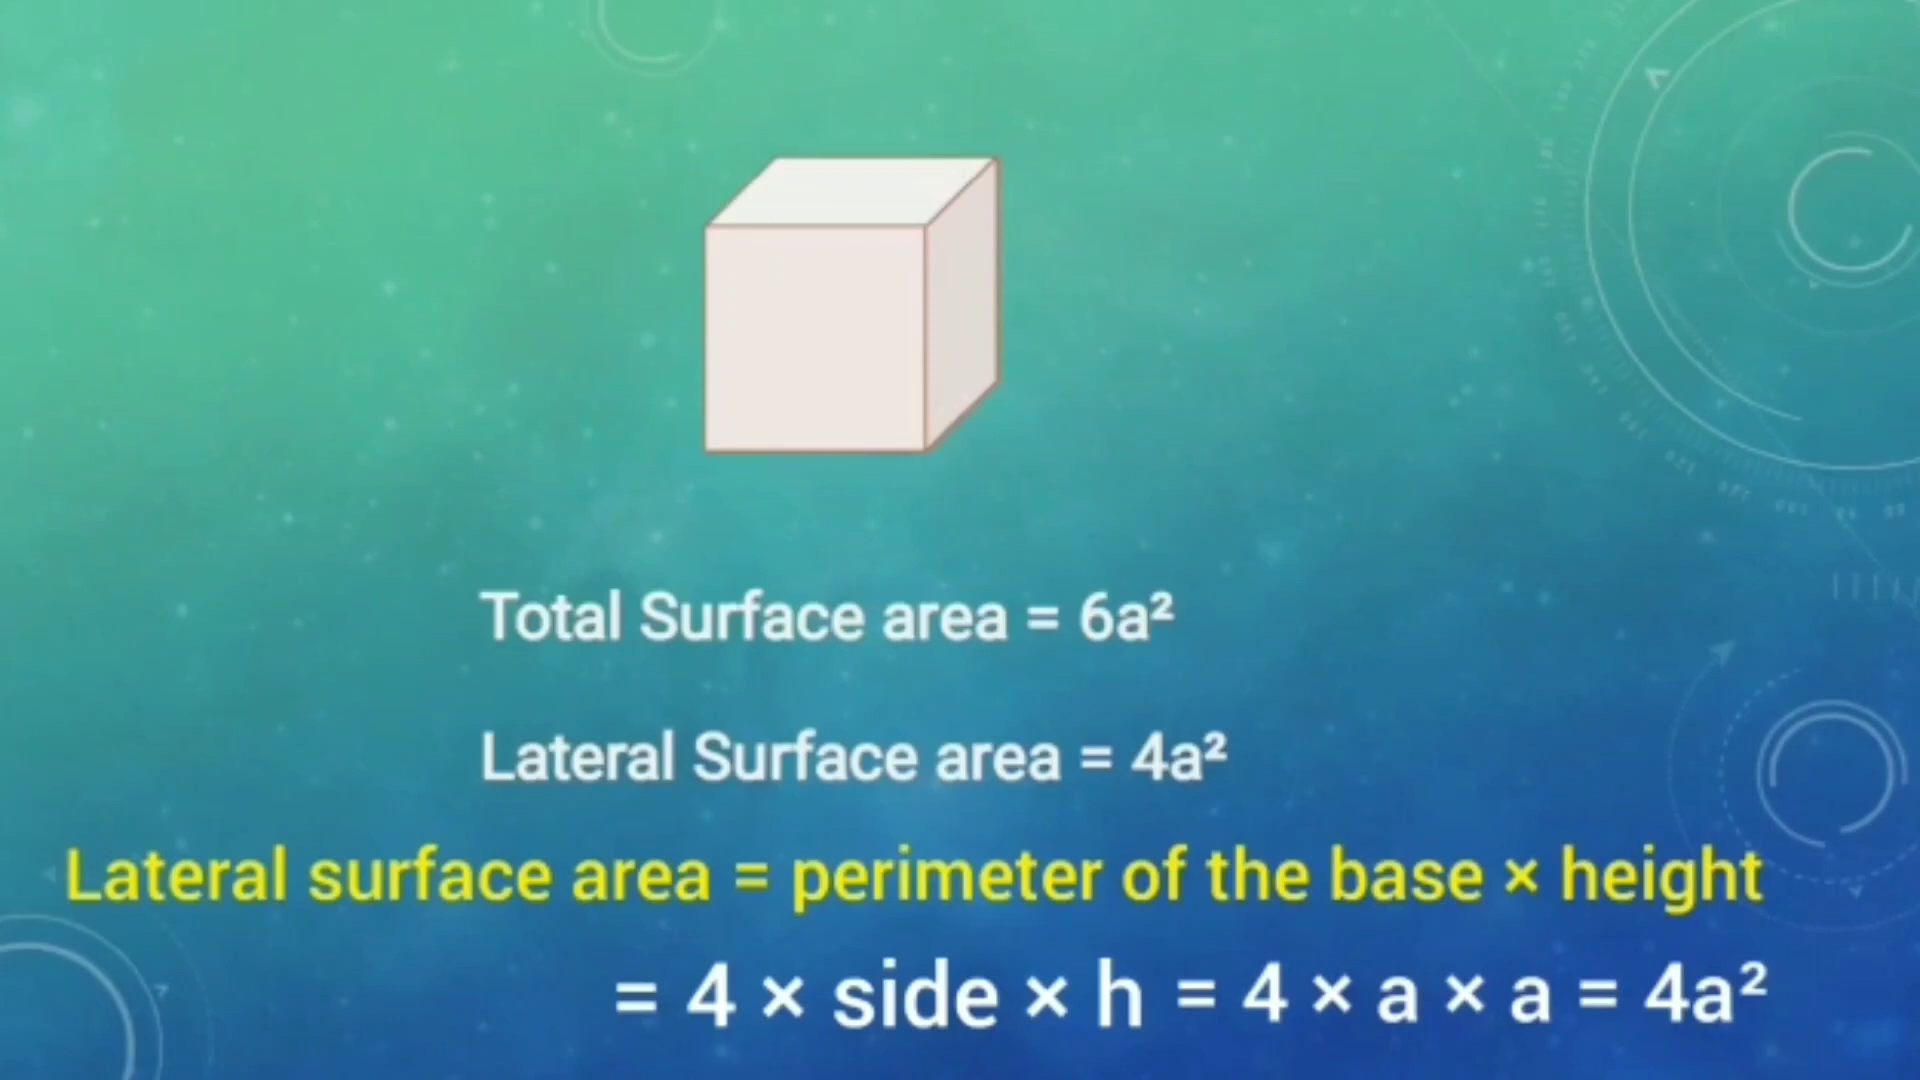 Total Surface area = 6a²
Lateral Surface area = 4a²
Lateral surface area = perimeter of the base × height
= 4 × side × h = 4 × a × a = 4a²